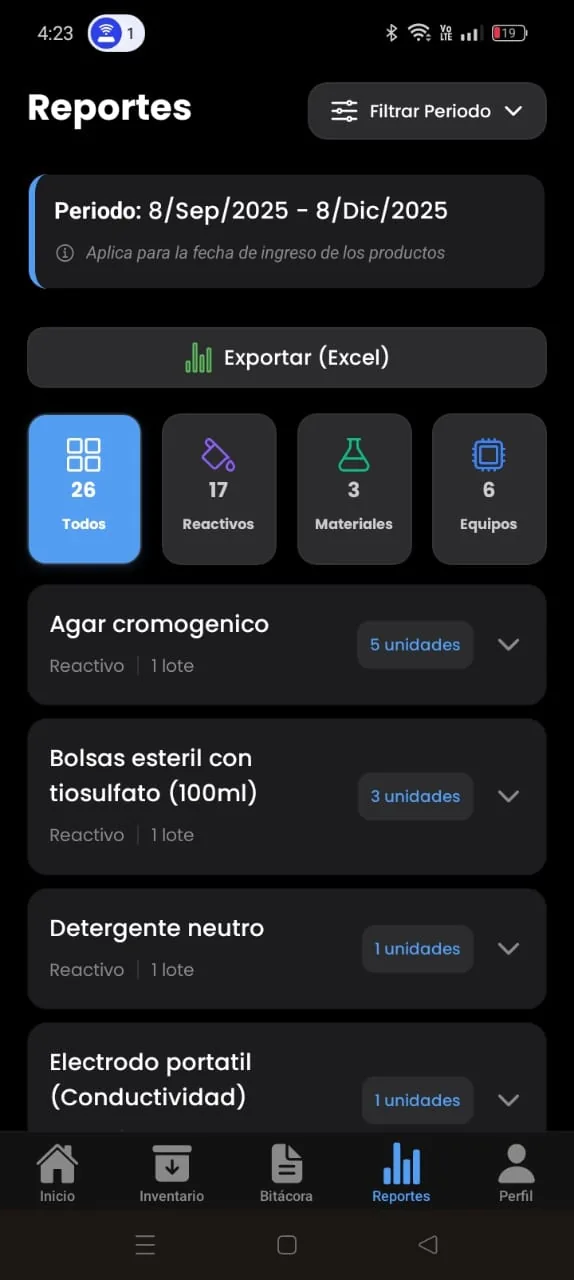 4:23
1
Vo
LTE
19
Reportes
Filtrar Periodo
Periodo: 8/Sep/2025 - 8/Dic/2025
Aplica para la fecha de ingreso de los productos
Exportar (Excel)
26
Todos
17
Reactivos
3
Materiales
6
Equipos
Agar cromogenico
5 unidades
Reactivo
1 lote
Bolsas esteril con
tiosulfato (100ml)
3 unidades
Reactivo
1 lote
Detergente neutro
1 unidades
Reactivo
1 lote
Electrodo portatil
(Conductividad)
1 unidades
Inicio
Inventario
Bitácora
Reportes
Perfil